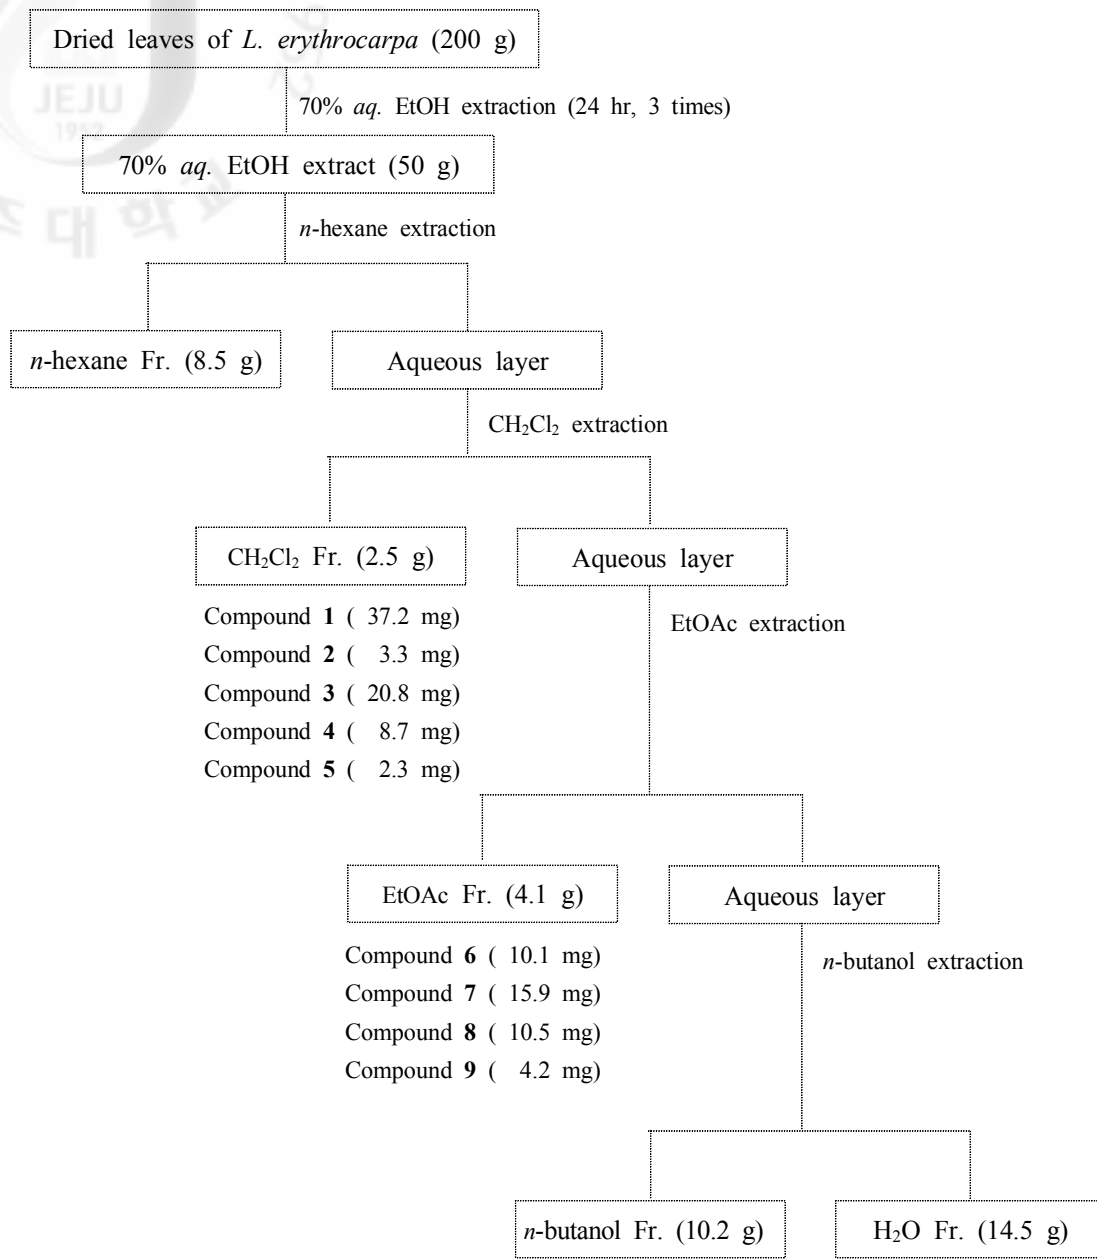 Dried leaves of L. erythrocarpa (200 g)
JEJU
1952
70% aq. EtOH extraction (24 hr, 3 times)
70% aq. EtOH extract (50 g)
대학교
n-hexane extraction
n-hexane Fr. (8.5 g)
Aqueous layer
CH₂Cl₂ extraction
CH₂Cl₂ Fr. (2.5 g)
Aqueous layer
Compound 1 ( 37.2 mg)
Compound 2 ( 3.3 mg)
Compound 3 ( 20.8 mg)
Compound 4 ( 8.7 mg)
Compound 5 ( 2.3 mg)
EtOAc extraction
EtOAc Fr. (4.1 g)
Aqueous layer
Compound 6 ( 10.1 mg)
Compound 7 ( 15.9 mg)
Compound 8 ( 10.5 mg)
Compound 9 ( 4.2 mg)
n-butanol extraction
n-butanol Fr. (10.2 g)
H₂O Fr. (14.5 g)